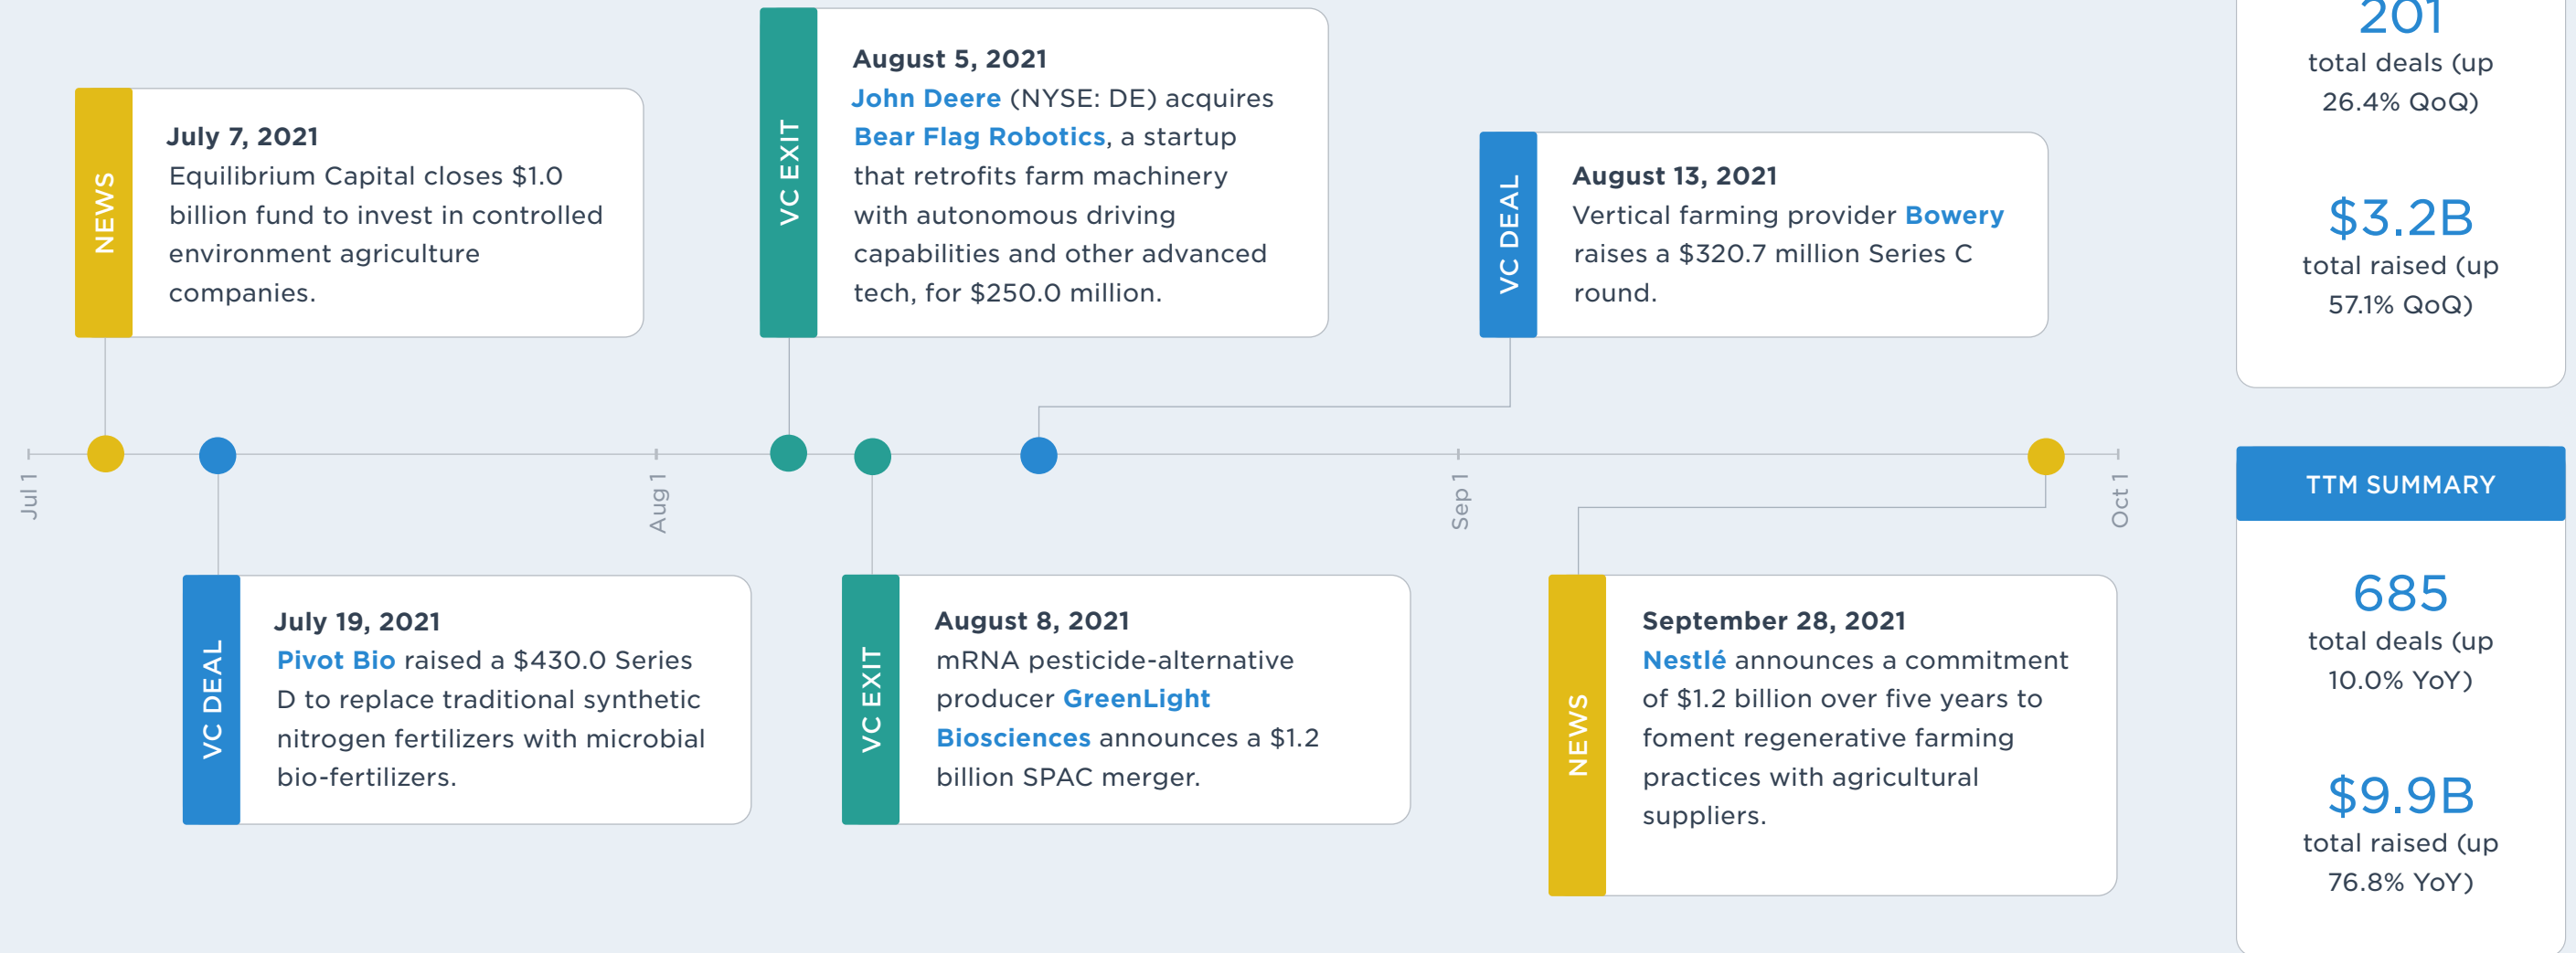 NEWS
July 7, 2021
Equilibrium Capital closes $1.0
billion fund to invest in controlled
environment agriculture
companies.
VC EXIT
August 5, 2021
John Deere (NYSE: DE) acquires
Bear Flag Robotics, a startup
that retrofits farm machinery
with autonomous driving
capabilities and other advanced
tech, for $250.0 million.
VC DEAL
August 13, 2021
Vertical farming provider Bowery
raises a $320.7 million Series C
round.
201
total deals (up
26.4% QoQ)
$3.2B
total raised (up
57.1% QoQ)
Jul 1
Aug 1
Sep 1
Oct 1
VC DEAL
July 19, 2021
Pivot Bio raised a $430.0 Series
D to replace traditional synthetic
nitrogen fertilizers with microbial
bio-fertilizers.
VC EXIT
August 8, 2021
mRNA pesticide-alternative
producer GreenLight
Biosciences announces a $1.2
billion SPAC merger.
NEWS
September 28, 2021
Nestlé announces a commitment
of $1.2 billion over five years to
foment regenerative farming
practices with agricultural
suppliers.
TTM SUMMARY
685
total deals (up
10.0% YoY)
$9.9B
total raised (up
76.8% YoY)